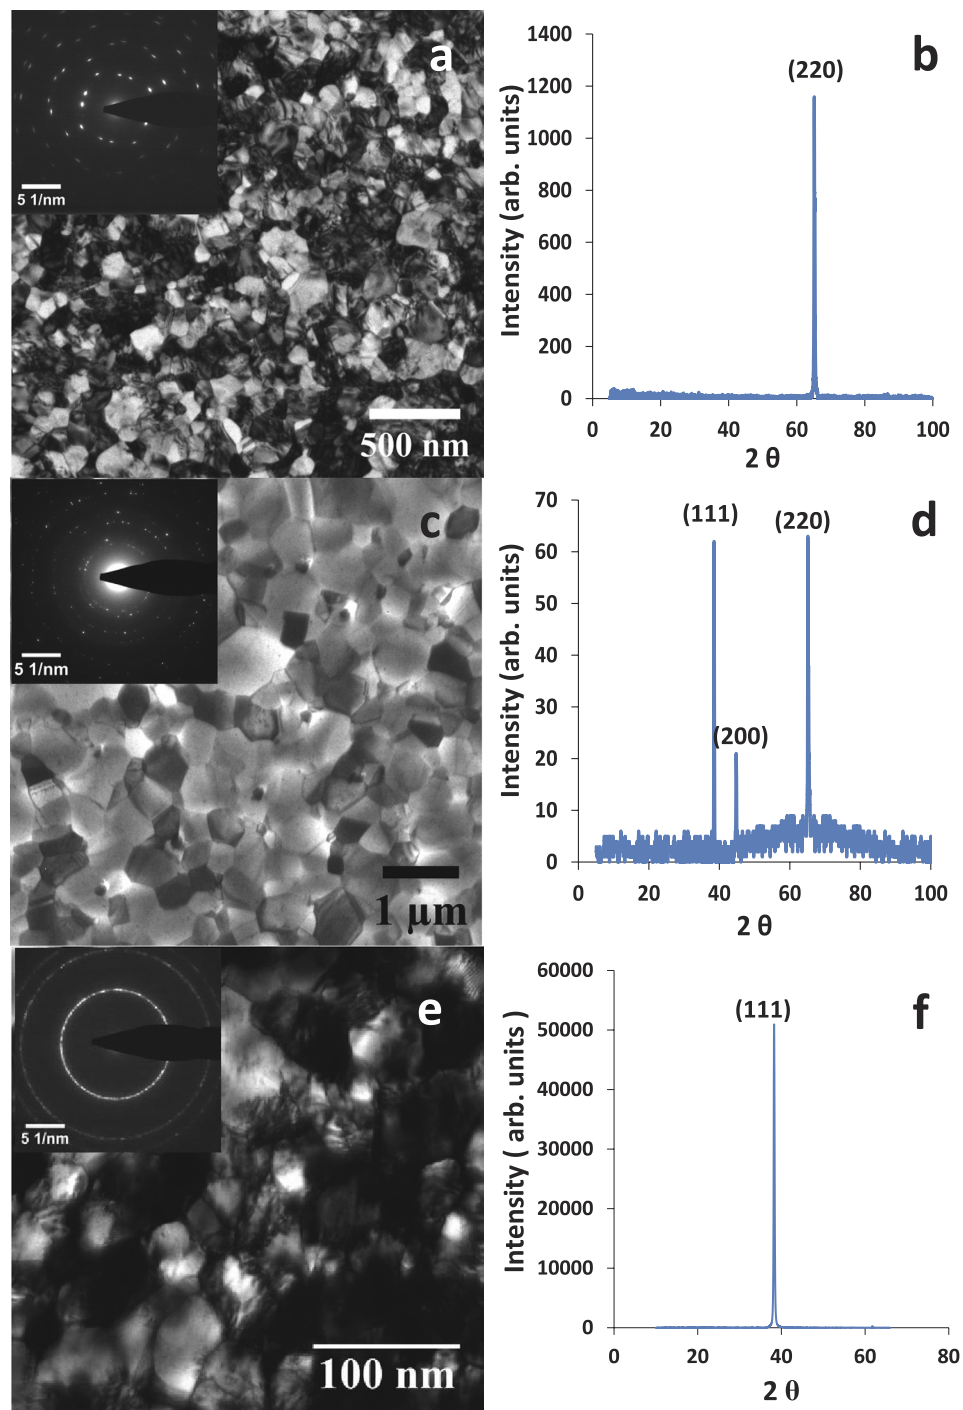 a
5 1/nm
500 nm
b
(220)
Intensity (arb. units)
1400
1200
1000
800
600
400
200
0
0 20 40 60 80 100
2 θ
c
5 1/nm
1 µm
d
(111)
(220)
(200)
Intensity (arb. units)
70
60
50
40
30
20
10
0
0 20 40 60 80 100
2 θ
e
5 1/nm
100 nm
f
(111)
Intensity ( arb. units )
60000
50000
40000
30000
20000
10000
0
0 20 40 60 80
2 θ